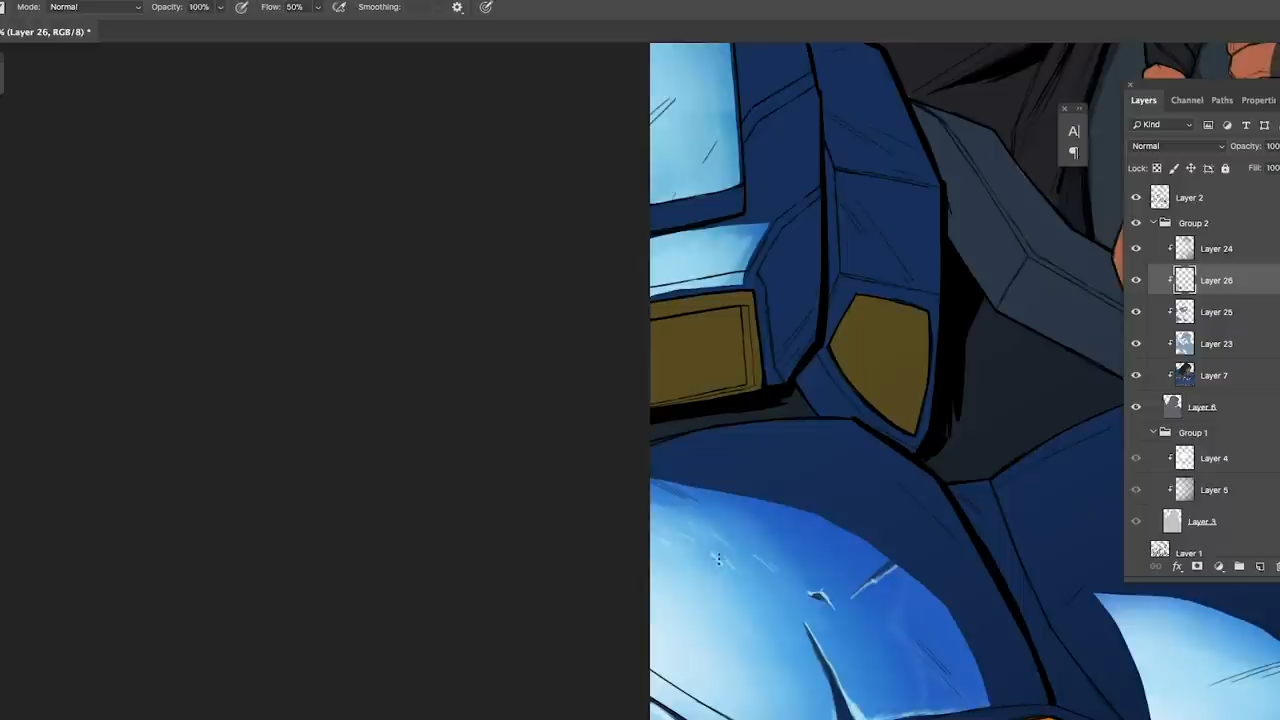 Mode: Normal Opacity: 100% Flow: 50% Smoothing:
% (Layer 26, RGB/8) *
Layers Channel Paths Properti
Kind
Normal Opacity: 100
Lock: Fill: 100
Layer 2
Group 2
Layer 24
Layer 26
Layer 25
Layer 23
Layer 7
Layer 6
Group 1
Layer 4
Layer 5
Layer 3
Layer 1
fx